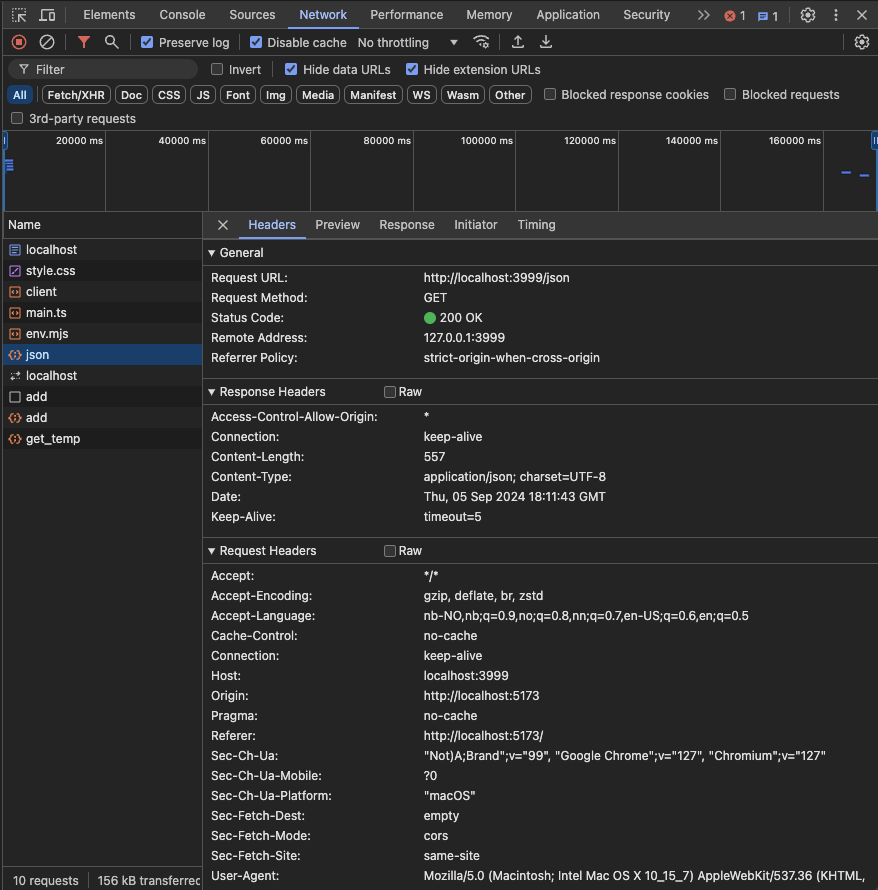 Elements Console Sources Network Performance Memory Application Security 1 1
Preserve log Disable cache No throttling
Filter Invert Hide data URLs Hide extension URLs
All Fetch/XHR Doc CSS JS Font Img Media Manifest WS Wasm Other Blocked response cookies Blocked requests
3rd-party requests
20000 ms 40000 ms 60000 ms 80000 ms 100000 ms 120000 ms 140000 ms 160000 ms
Name
localhost
style.css
client
main.ts
env.mjs
json
localhost
add
add
get_temp
10 requests 156 kB transferred
Headers Preview Response Initiator Timing
General
Request URL: http://localhost:3999/json
Request Method: GET
Status Code: 200 OK
Remote Address: 127.0.0.1:3999
Referrer Policy: strict-origin-when-cross-origin
Response Headers Raw
Access-Control-Allow-Origin: *
Connection: keep-alive
Content-Length: 557
Content-Type: application/json; charset=UTF-8
Date: Thu, 05 Sep 2024 18:11:43 GMT
Keep-Alive: timeout=5
Request Headers Raw
Accept: */*
Accept-Encoding: gzip, deflate, br, zstd
Accept-Language: nb-NO,nb;q=0.9,no;q=0.8,nn;q=0.7,en-US;q=0.6,en;q=0.5
Cache-Control: no-cache
Connection: keep-alive
Host: localhost:3999
Origin: http://localhost:5173
Pragma: no-cache
Referer: http://localhost:5173/
Sec-Ch-Ua: "Not)A;Brand";v="99", "Google Chrome";v="127", "Chromium";v="127"
Sec-Ch-Ua-Mobile: ?0
Sec-Ch-Ua-Platform: "macOS"
Sec-Fetch-Dest: empty
Sec-Fetch-Mode: cors
Sec-Fetch-Site: same-site
User-Agent: Mozilla/5.0 (Macintosh; Intel Mac OS X 10_15_7) AppleWebKit/537.36 (KHTML,